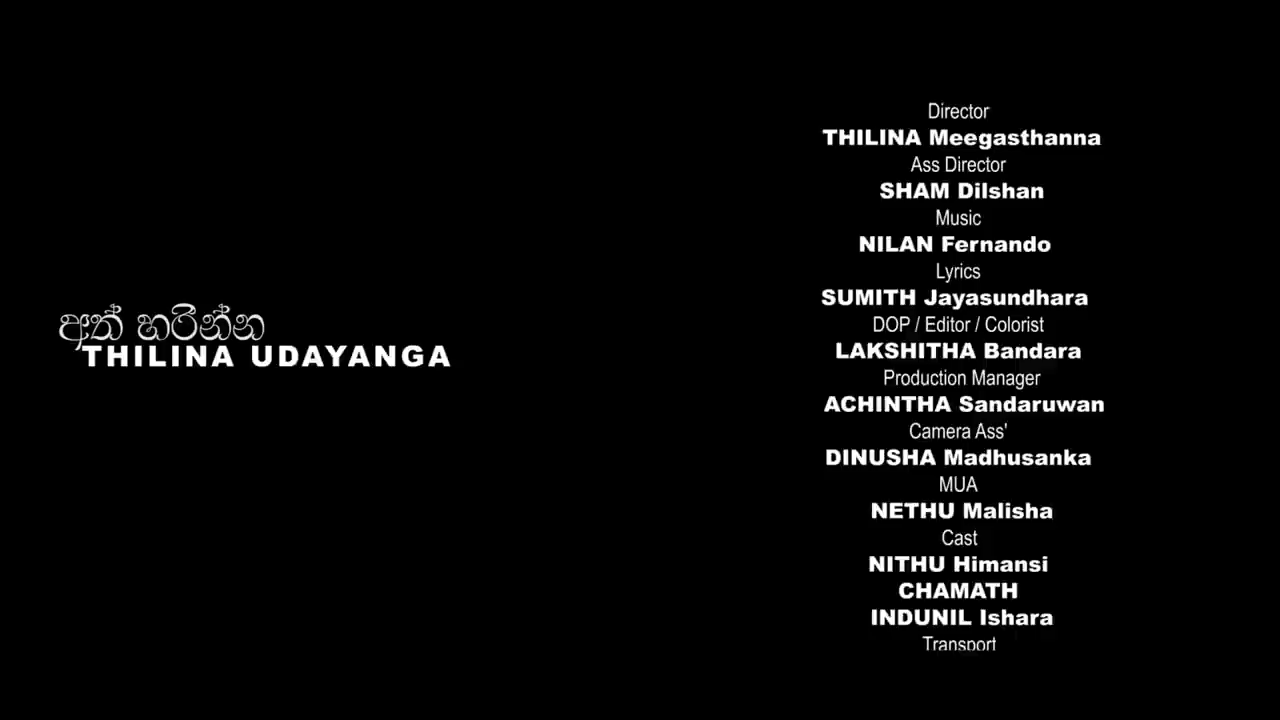 අත් හරින්න
THILINA UDAYANGA
Director
THILINA Meegasthanna
Ass Director
SHAM Dilshan
Music
NILAN Fernando
Lyrics
SUMITH Jayasundhara
DOP / Editor / Colorist
LAKSHITHA Bandara
Production Manager
ACHINTHA Sandaruwan
Camera Ass'
DINUSHA Madhusanka
MUA
NETHU Malisha
Cast
NITHU Himansi
CHAMATH
INDUNIL Ishara
Transport